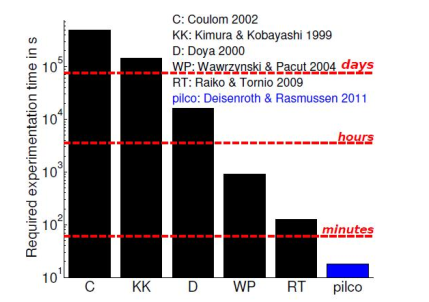 C: Coulom 2002
KK: Kimura & Kobayashi 1999
D: Doya 2000
WP: Wawrzynski & Pacut 2004
RT: Raiko & Tornio 2009
pilco: Deisenroth & Rasmussen 2011
days
hours
minutes
Required experimentation time in s
10^5
10^4
10^3
10^2
10^1
C KK D WP RT pilco